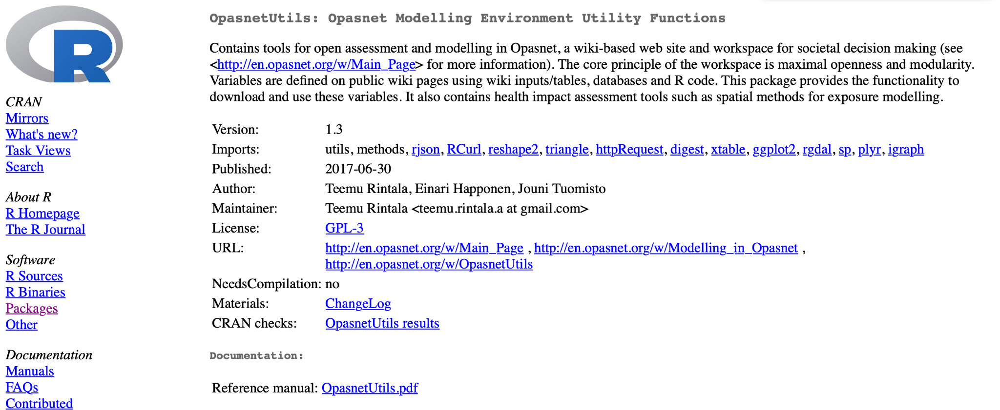 R
CRAN
Mirrors
What's new?
Task Views
Search
About R
R Homepage
The R Journal
Software
R Sources
R Binaries
Packages
Other
Documentation
Manuals
FAQs
Contributed
OpasnetUtils: Opasnet Modelling Environment Utility Functions
Contains tools for open assessment and modelling in Opasnet, a wiki-based web site and workspace for societal decision making (see
<http://en.opasnet.org/w/Main_Page> for more information). The core principle of the workspace is maximal openness and modularity.
Variables are defined on public wiki pages using wiki inputs/tables, databases and R code. This package provides the functionality to
download and use these variables. It also contains health impact assessment tools such as spatial methods for exposure modelling.
Version: 1.3
Imports: utils, methods, rjson, RCurl, reshape2, triangle, httpRequest, digest, xtable, ggplot2, rgdal, sp, plyr, igraph
Published: 2017-06-30
Author: Teemu Rintala, Einari Happonen, Jouni Tuomisto
Maintainer: Teemu Rintala <teemu.rintala.a at gmail.com>
License: GPL-3
URL: http://en.opasnet.org/w/Main_Page , http://en.opasnet.org/w/Modelling_in_Opasnet ,
http://en.opasnet.org/w/OpasnetUtils
NeedsCompilation: no
Materials: ChangeLog
CRAN checks: OpasnetUtils results
Documentation:
Reference manual: OpasnetUtils.pdf